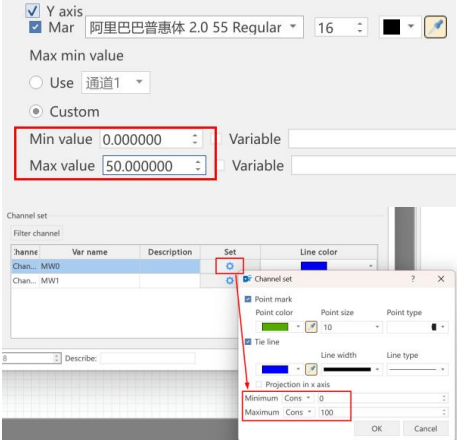 Y axis
Mar 阿里巴巴普惠体 2.0 55 Regular 16
Max min value
Use 通道1
Custom
Min value 0.000000 Variable
Max value 50.000000 Variable
Channel set
Filter channel
Channe Var name Description Set Line color
Chan... MW0
Chan... MW1
8 Describe:
Channel set ? ×
Point mark
Point color Point size Point type
10
Tie line
Line width Line type
Projection in x axis
Minimum Cons 0
Maximum Cons 100
OK Cancel